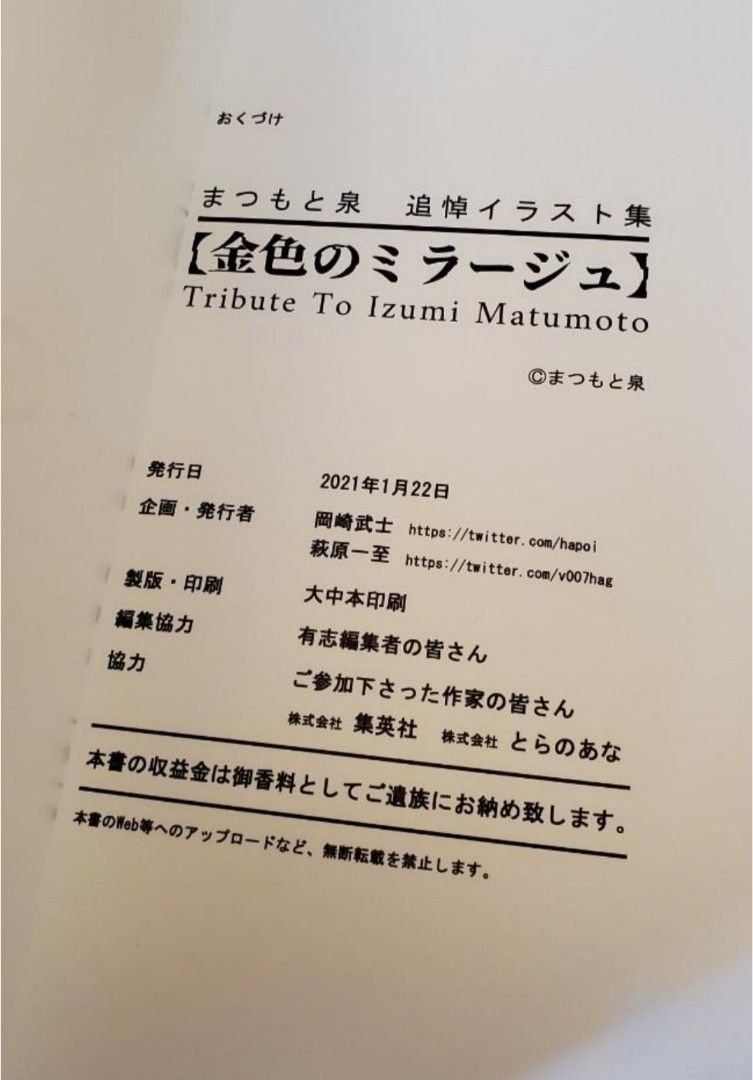 おくづけ
まつもと泉　追悼イラスト集
【金色のミラージュ】
Tribute To Izumi Matumoto
©まつもと泉
発行日　2021年1月22日
企画・発行者　岡崎武士 https://twitter.com/hapoi
萩原一至 https://twitter.com/v007hag
製版・印刷　大中本印刷
編集協力　有志編集者の皆さん
協力　ご参加下さった作家の皆さん
株式会社 集英社　株式会社 とらのあな
本書の収益金は御香料としてご遺族にお納め致します。
本書のWeb等へのアップロードなど、無断転載を禁止します。